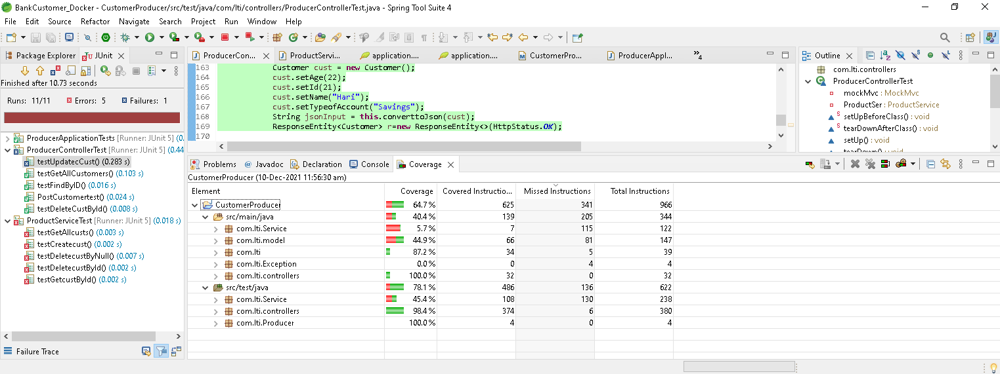 BankCustomer_Docker - CustomerProducer/src/test/java/com/lti/controllers/ProducerControllerTest.java - Spring Tool Suite 4
File Edit Source Refactor Navigate Search Project Run Window Help
Package Explorer JUnit
Finished after 10.73 seconds
Runs: 11/11 Errors: 5 Failures: 1
ProducerApplicationTests [Runner: JUnit 5] (0.
ProducerControllerTest [Runner: JUnit 5] (0.44
testUpdatecCust() (0.283 s)
testGetAllCustomers() (0.103 s)
testFindByID() (0.016 s)
PostCustomertest() (0.024 s)
testDeleteCustById() (0.008 s)
ProductServiceTest [Runner: JUnit 5] (0.018 s)
testGetAllcusts() (0.003 s)
testCreatecust() (0.002 s)
testDeletecustByNull() (0.007 s)
testDeletecustById() (0.002 s)
testGetcustById() (0.002 s)
Failure Trace
ProducerCon... ProductServi... application.... application.... CustomerPro... ProducerAppl... »4
163 Customer cust = new Customer();
164 cust.setAge(22);
165 cust.setId(21);
166 cust.setName("Hari");
167 cust.setTypeofAccount("Savings");
168 String jsonInput = this.converttoJson(cust);
169 ResponseEntity<Customer> r=new ResponseEntity<>(HttpStatus.OK);
170
Outline
com.lti.controllers
ProducerControllerTest
mockMvc : MockMvc
ProductSer : ProductService
setUpBeforeClass() : void
tearDownAfterClass() : void
setUp() : void
tearDown() : void
Problems Javadoc Declaration Console Coverage
CustomerProducer (10-Dec-2021 11:56:30 am)
Element Coverage Covered Instructio... Missed Instructions Total Instructions
CustomerProducer 64.7 % 625 341 966
src/main/java 40.4 % 139 205 344
com.lti.Service 5.7 % 7 115 122
com.lti.model 44.9 % 66 81 147
com.lti 87.2 % 34 5 39
com.lti.Exception 0.0 % 0 4 4
com.lti.controllers 100.0 % 32 0 32
src/test/java 78.1 % 486 136 622
com.lti.Service 45.4 % 108 130 238
com.lti.controllers 98.4 % 374 6 380
com.lti.Producer 100.0 % 4 0 4